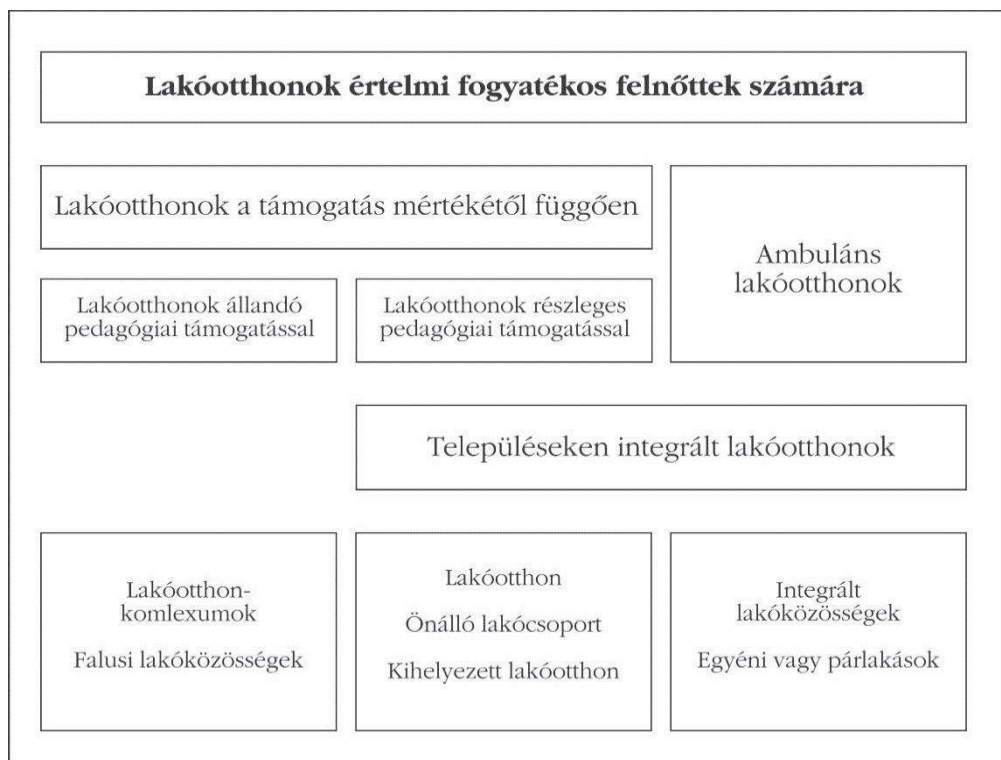 Lakóotthonok értelmi fogyatékos felnőttek számára
Lakóotthonok a támogatás mértékétől függően
Ambuláns
lakóotthonok
Lakóotthonok állandó
pedagógiai támogatással
Lakóotthonok részleges
pedagógiai támogatással
Településeken integrált lakóotthonok
Lakóotthon-
komlexumok
Falusi lakóközösségek
Lakóotthon
Önálló lakócsoport
Kihelyezett lakóotthon
Integrált
lakóközösségek
Egyéni vagy párlakások